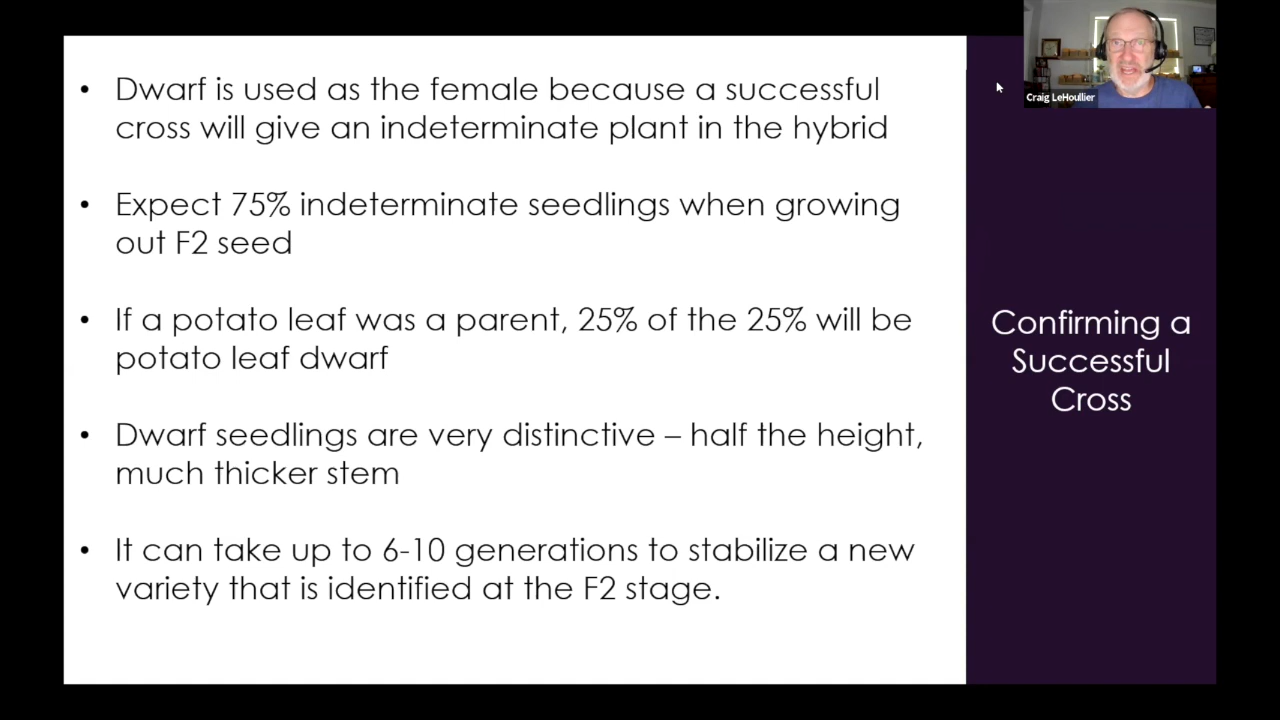 • Dwarf is used as the female because a successful
cross will give an indeterminate plant in the hybrid
• Expect 75% indeterminate seedlings when growing
out F2 seed
• If a potato leaf was a parent, 25% of the 25% will be
potato leaf dwarf
• Dwarf seedlings are very distinctive – half the height,
much thicker stem
• It can take up to 6-10 generations to stabilize a new
variety that is identified at the F2 stage.
Craig LeHoullier
Confirming a
Successful
Cross